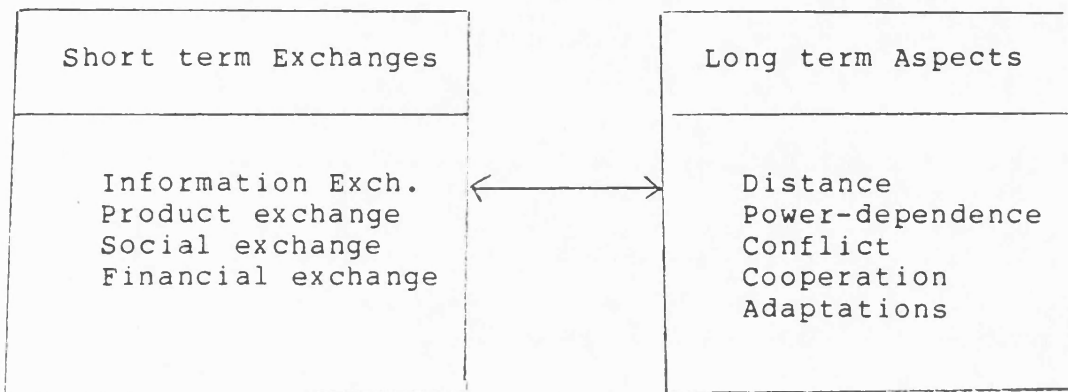 Short term Exchanges
Information Exch.
Product exchange
Social exchange
Financial exchange
Long term Aspects
Distance
Power-dependence
Conflict
Cooperation
Adaptations